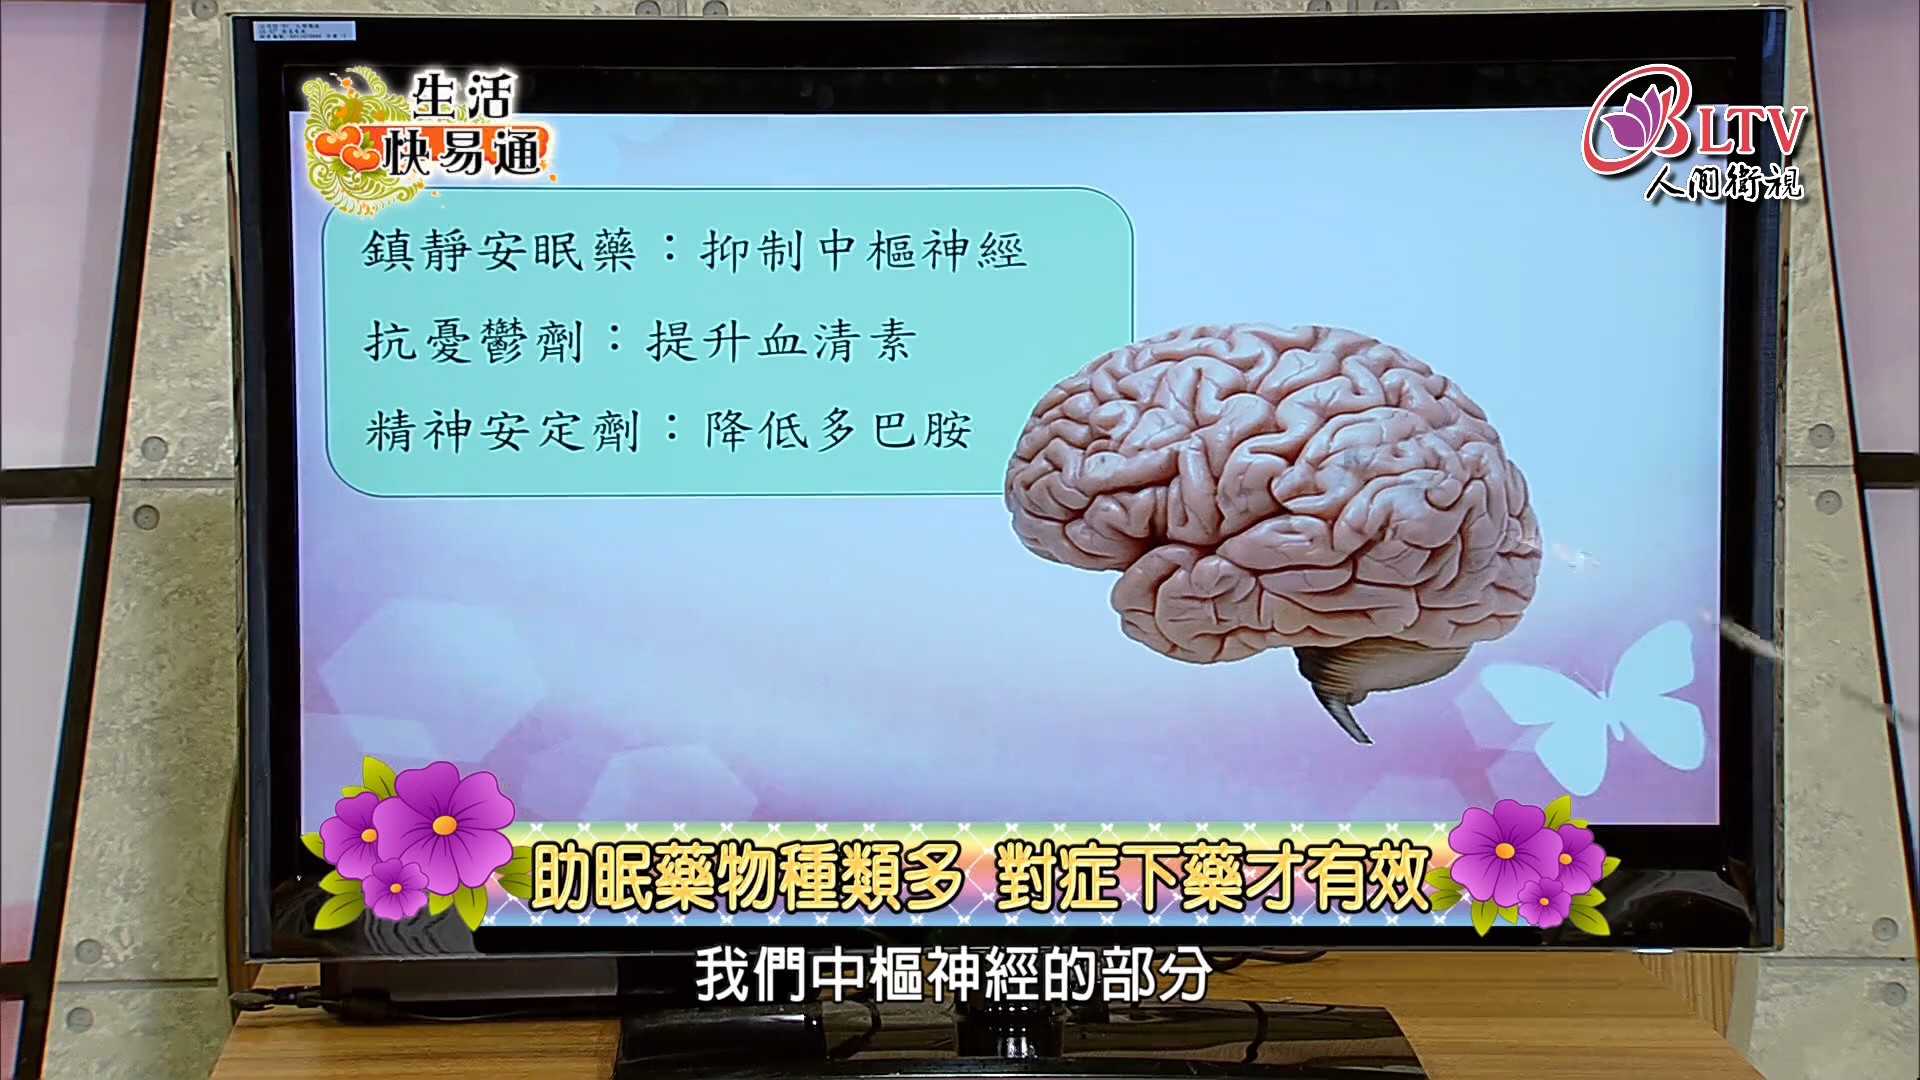 生活
快易通
BLTV
人間衛視
鎮靜安眠藥：抑制中樞神經
抗憂鬱劑：提升血清素
精神安定劑：降低多巴胺
助眠藥物種類多 對症下藥才有效
我們中樞神經的部分